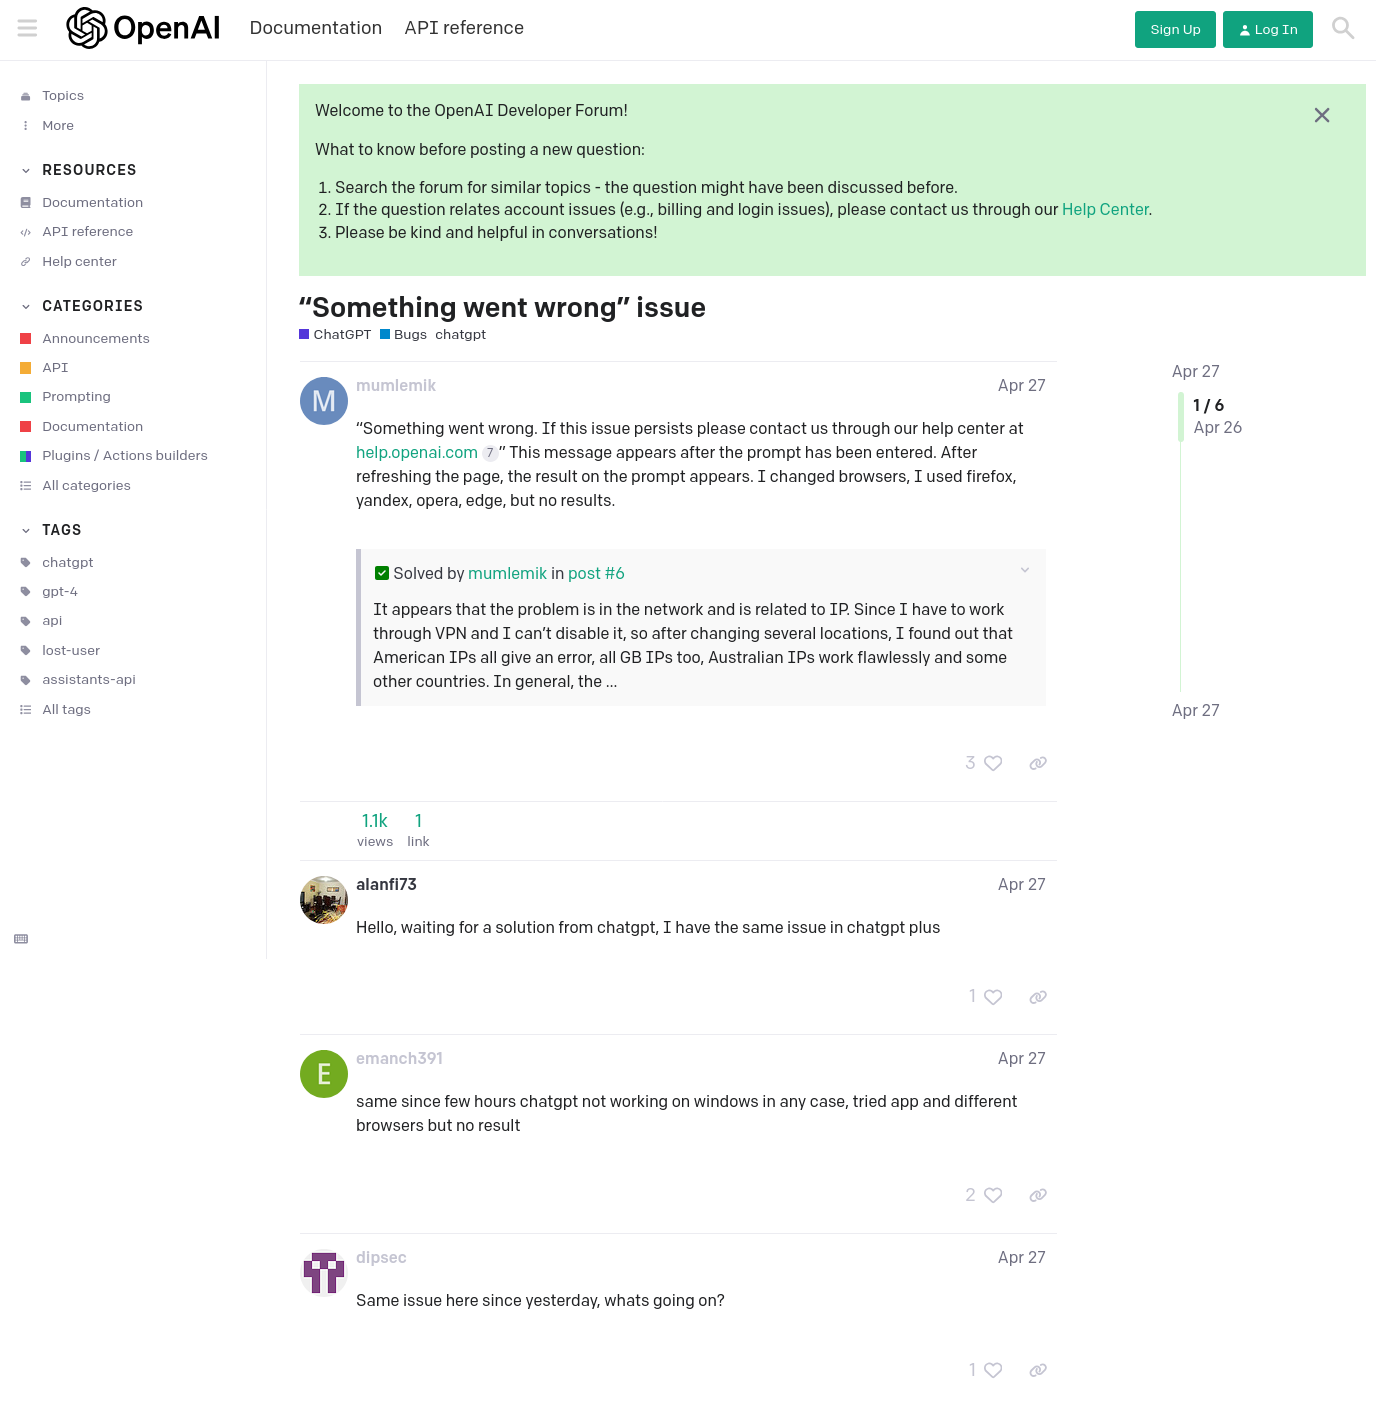 OpenAI
Documentation
API reference
Sign Up
Log In
Topics
More
RESOURCES
Documentation
API reference
Help center
CATEGORIES
Announcements
API
Prompting
Documentation
Plugins / Actions builders
All categories
TAGS
chatgpt
gpt-4
api
lost-user
assistants-api
All tags
Welcome to the OpenAI Developer Forum!
What to know before posting a new question:
1. Search the forum for similar topics - the question might have been discussed before.
2. If the question relates account issues (e.g., billing and login issues), please contact us through our Help Center.
3. Please be kind and helpful in conversations!
“Something went wrong” issue
ChatGPT Bugs chatgpt
M
mumlemik
Apr 27
“Something went wrong. If this issue persists please contact us through our help center at
help.openai.com 7” This message appears after the prompt has been entered. After
refreshing the page, the result on the prompt appears. I changed browsers, I used firefox,
yandex, opera, edge, but no results.
Solved by mumlemik in post #6
It appears that the problem is in the network and is related to IP. Since I have to work
through VPN and I can’t disable it, so after changing several locations, I found out that
American IPs all give an error, all GB IPs too, Australian IPs work flawlessly and some
other countries. In general, the ...
3
1.1k
views
1
link
alanfi73
Apr 27
Hello, waiting for a solution from chatgpt, I have the same issue in chatgpt plus
1
E
emanch391
Apr 27
same since few hours chatgpt not working on windows in any case, tried app and different
browsers but no result
2
dipsec
Apr 27
Same issue here since yesterday, whats going on?
1
Apr 27
1 / 6
Apr 26
Apr 27